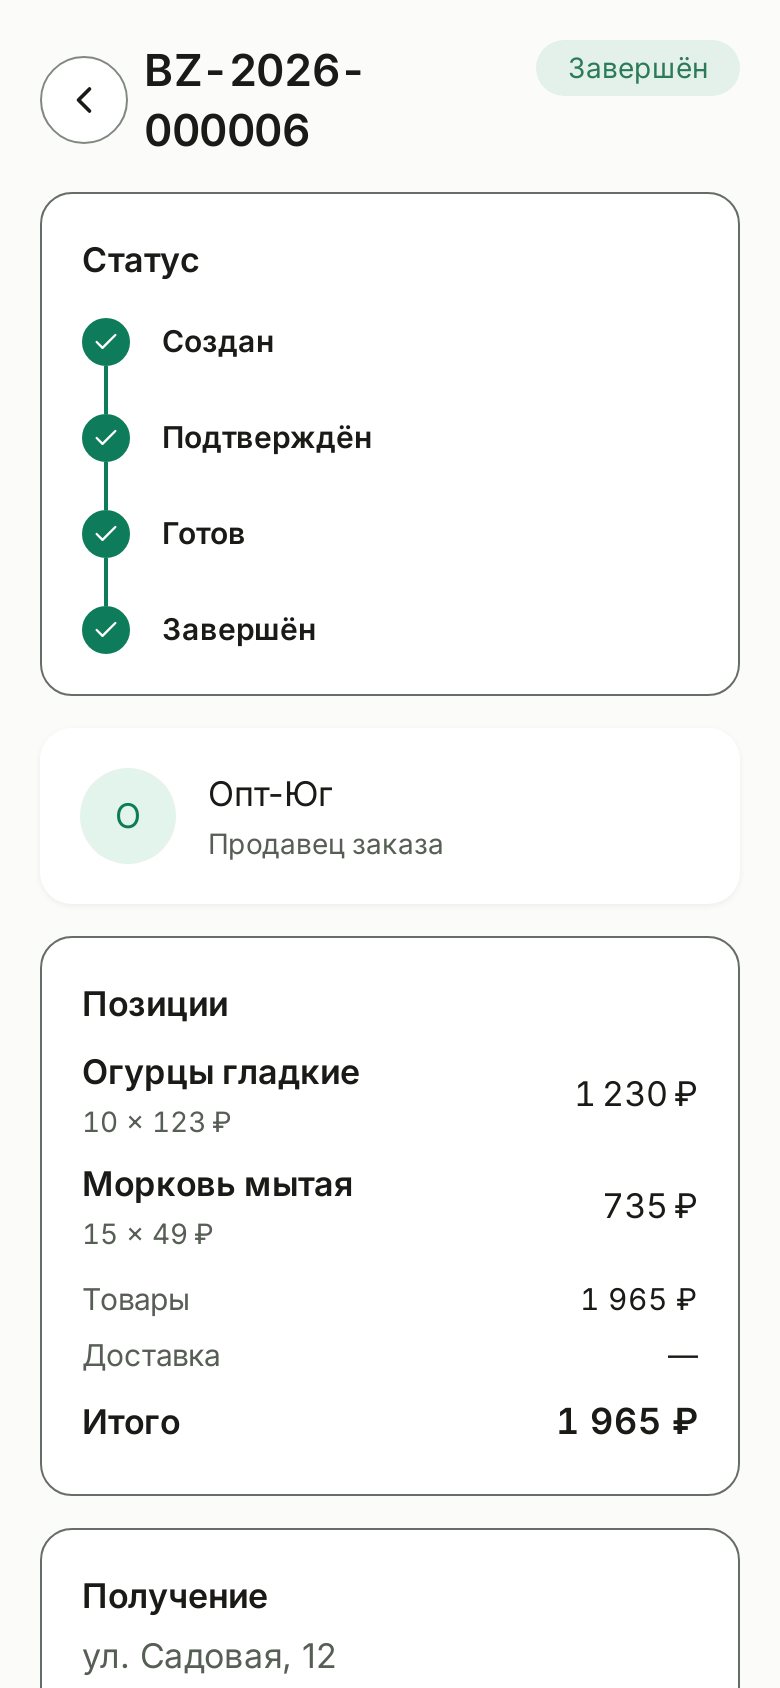 BZ-2026-
000006
Завершён
Статус
Создан
Подтверждён
Готов
Завершён
О
Опт-Юг
Продавец заказа
Позиции
Огурцы гладкие
1 230 ₽
10 × 123 ₽
Морковь мытая
735 ₽
15 × 49 ₽
Товары 1 965 ₽
Доставка —
Итого 1 965 ₽
Получение
ул. Садовая, 12